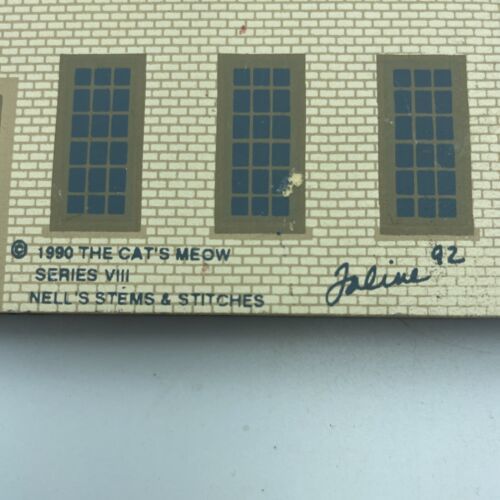 © 1990 THE CAT'S MEOW
SERIES VIII
NELL'S STEMS & STITCHES
Faline 92